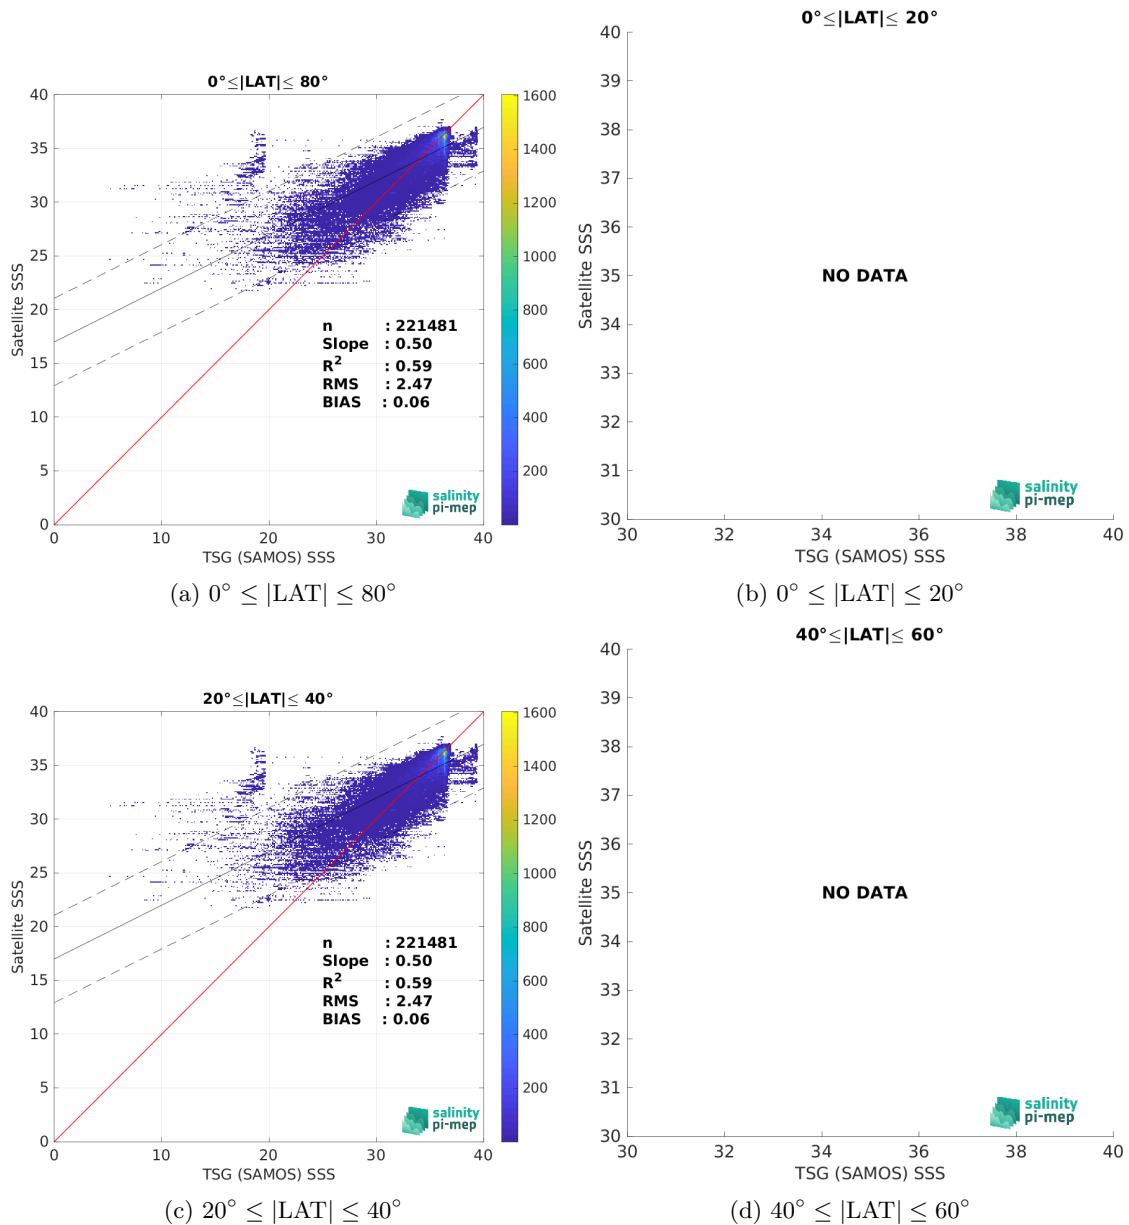 0°≤|LAT|≤ 80°
40
35
30
25
20
15
10
5
0
0
10
20
30
40
Satellite SSS
TSG (SAMOS) SSS
n : 221481
Slope : 0.50
R² : 0.59
RMS : 2.47
BIAS : 0.06
salinity
pi-mep
1600
1400
1200
1000
800
600
400
200
(a) 0° ≤ |LAT| ≤ 80°
0°≤|LAT|≤ 20°
40
39
38
37
36
35
34
33
32
31
30
30
32
34
36
38
40
Satellite SSS
TSG (SAMOS) SSS
NO DATA
salinity
pi-mep
(b) 0° ≤ |LAT| ≤ 20°
20°≤|LAT|≤ 40°
40
35
30
25
20
15
10
5
0
0
10
20
30
40
Satellite SSS
TSG (SAMOS) SSS
n : 221481
Slope : 0.50
R² : 0.59
RMS : 2.47
BIAS : 0.06
salinity
pi-mep
1600
1400
1200
1000
800
600
400
200
(c) 20° ≤ |LAT| ≤ 40°
40°≤|LAT|≤ 60°
40
39
38
37
36
35
34
33
32
31
30
30
32
34
36
38
40
Satellite SSS
TSG (SAMOS) SSS
NO DATA
salinity
pi-mep
(d) 40° ≤ |LAT| ≤ 60°